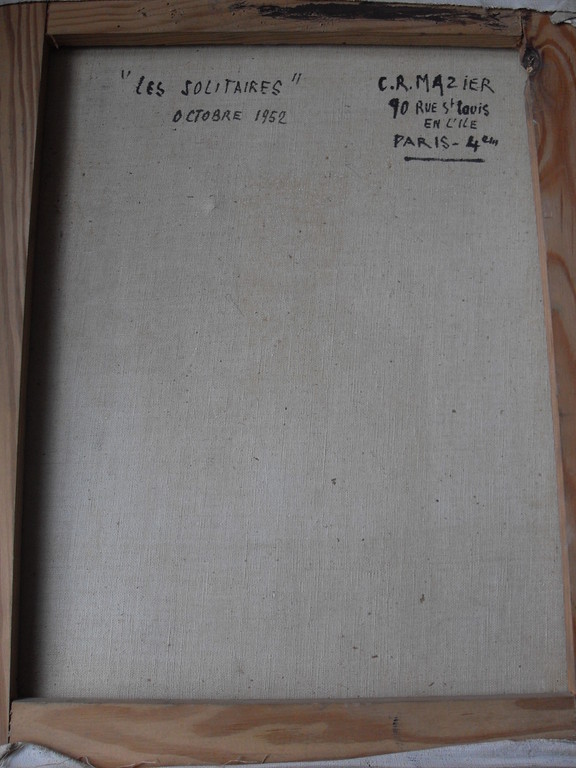 "LES SOLITAIRES"
OCTOBRE 1952
C.R. MAZIER
90 RUE St Louis
EN L'ILE
PARIS - 4em